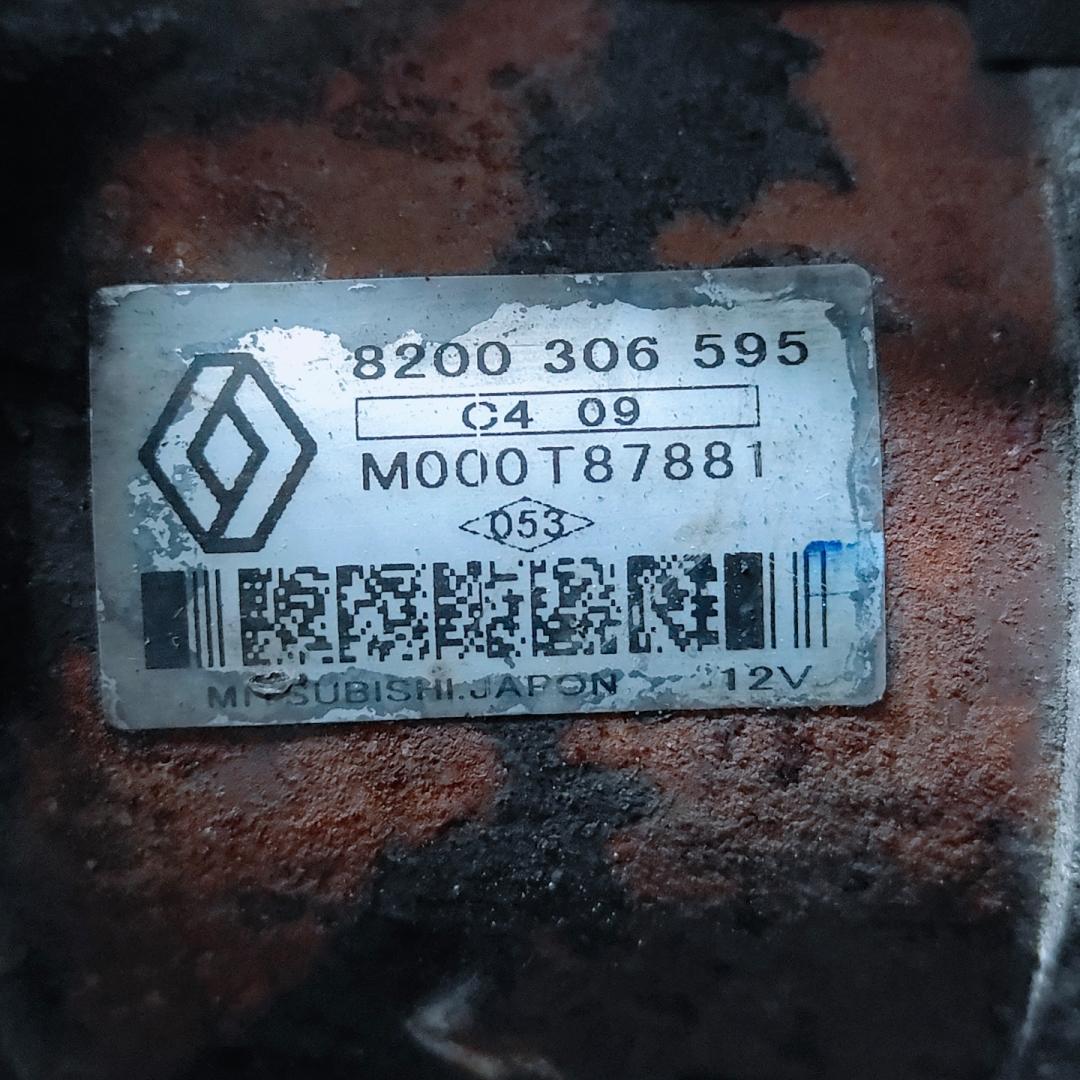 8200 306 595
C4 09
M000T87881
053
MITSUBISHI.JAPON 12V